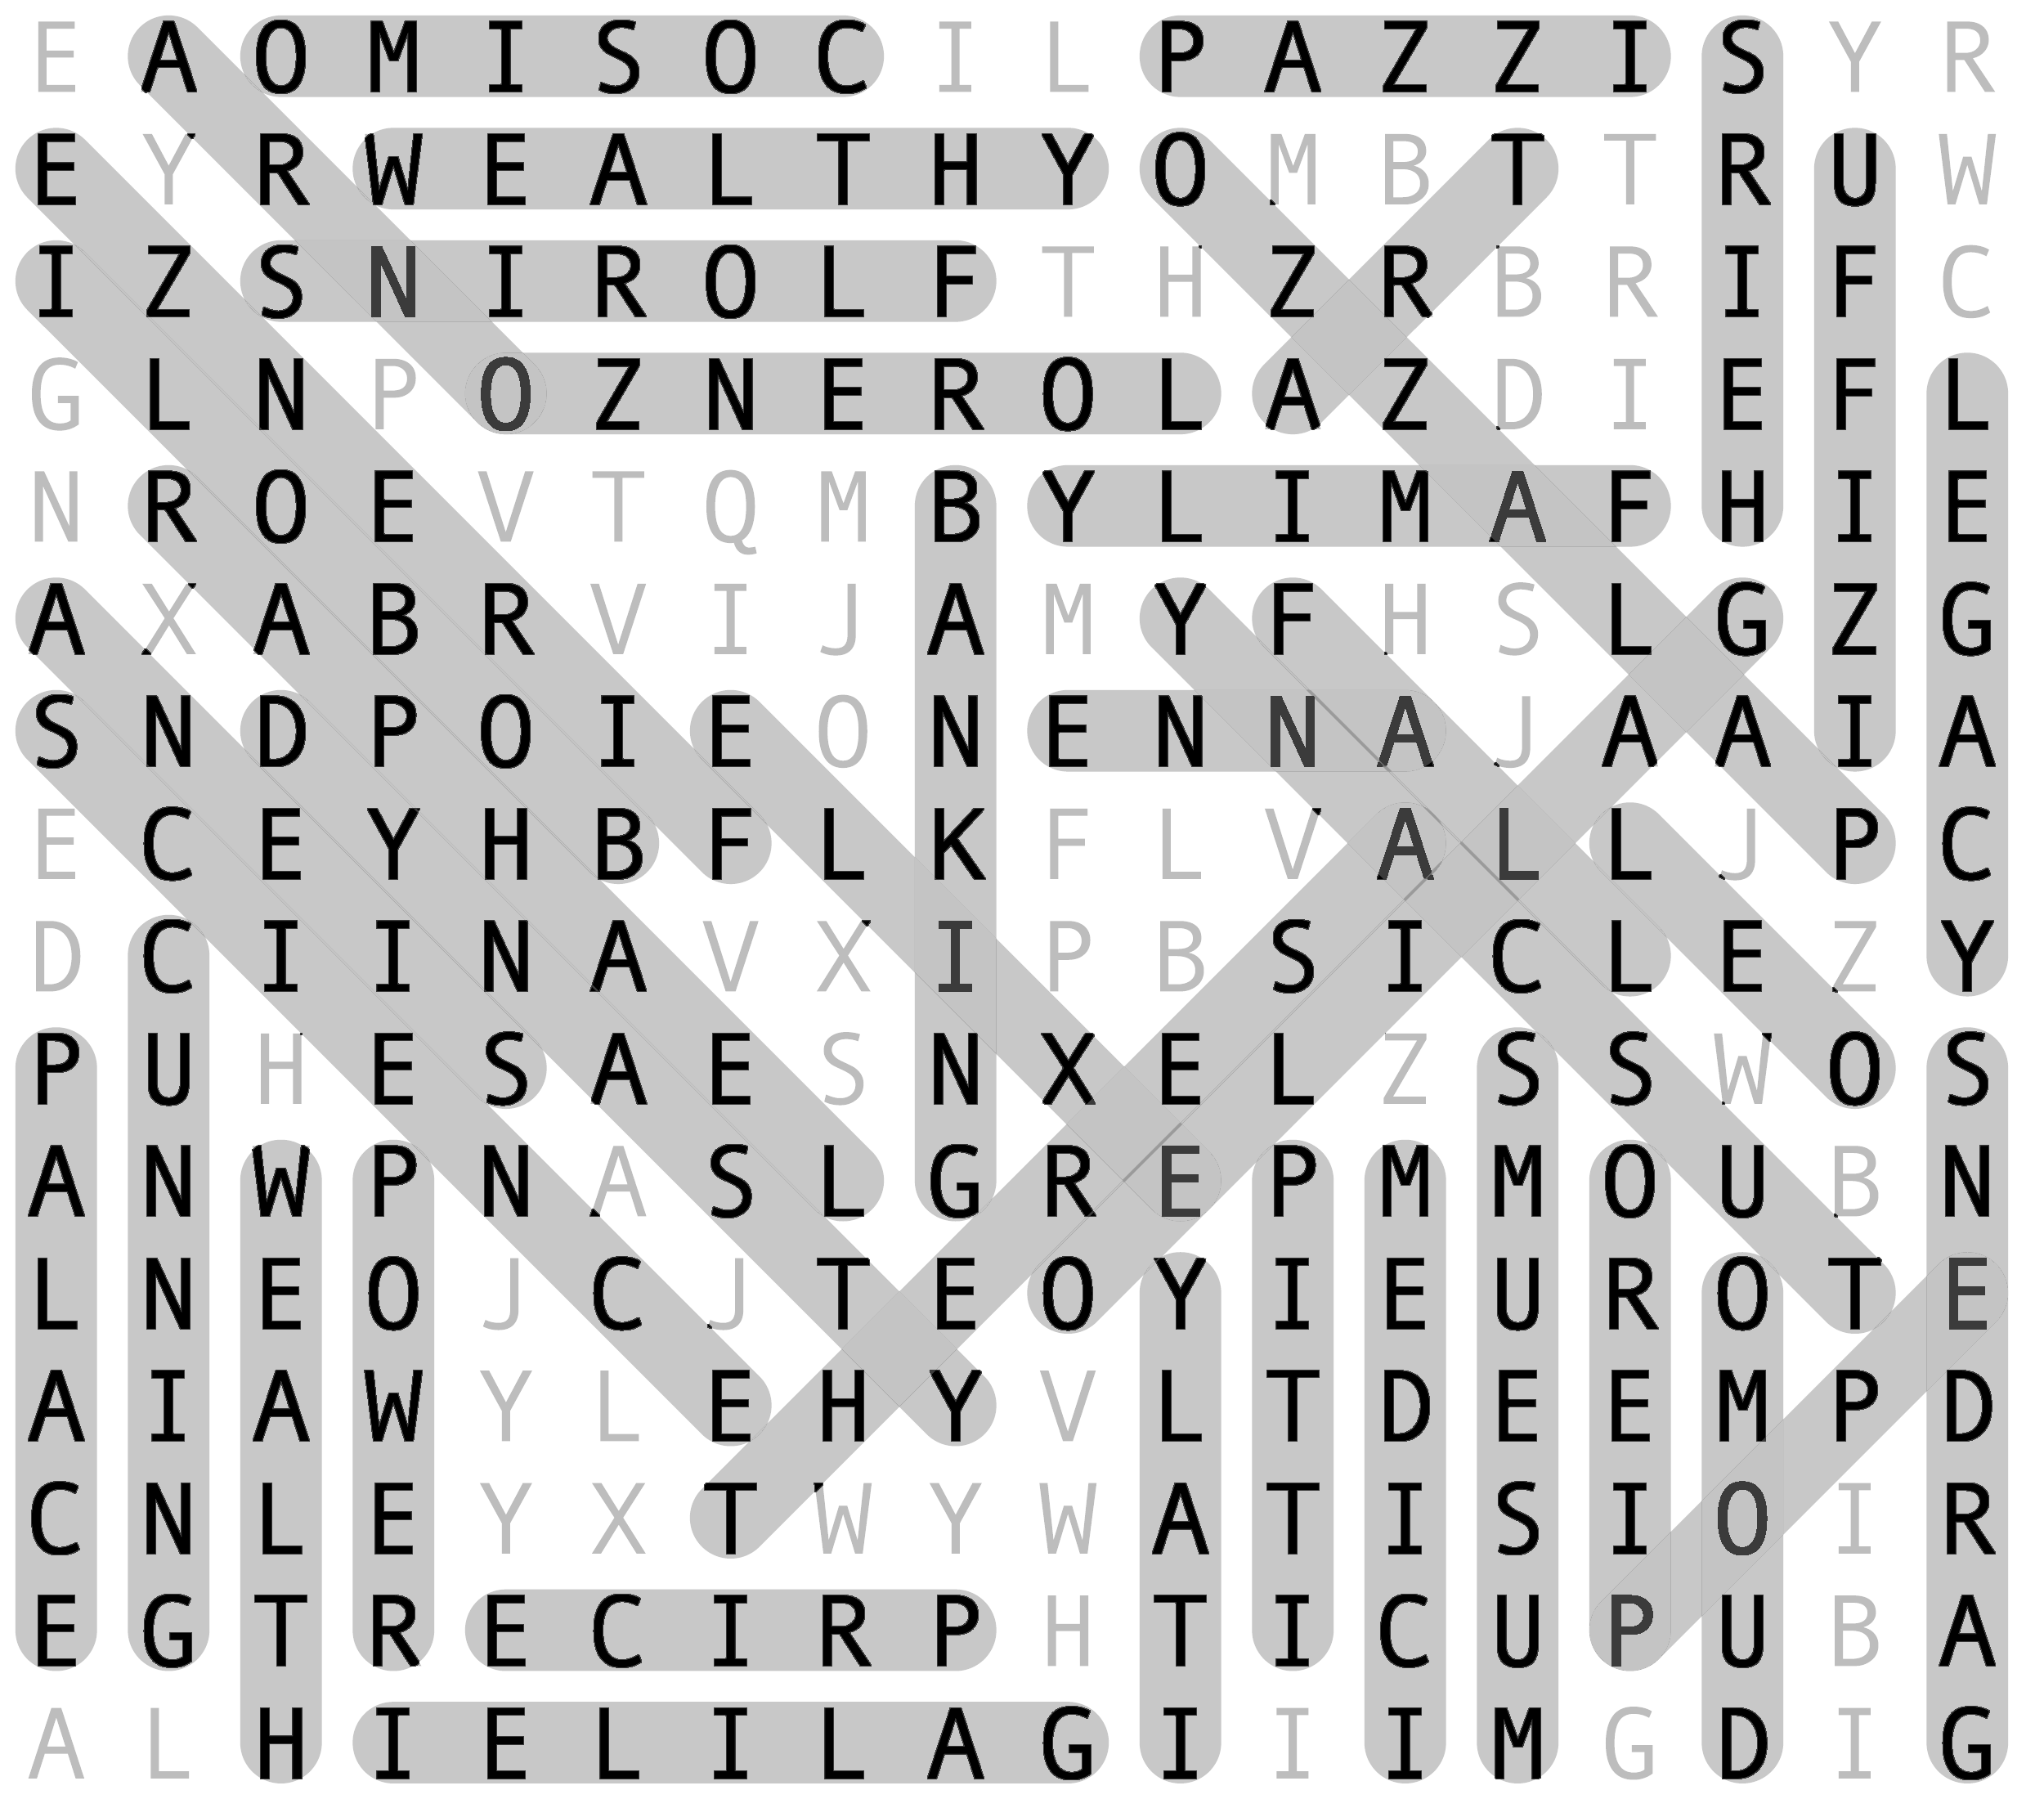 E A O M I S O C I L P A Z Z I S Y R
E Y R W E A L T H Y O M B T T R U W
I Z S N I R O L F T H Z R B R I F C
G L N P O Z N E R O L A Z D I E F L
N R O E V T Q M B Y L I M A F H I E
A X A B R V I J A M Y F H S L G Z G
S N D P O I E O N E N N A J A A I A
E C E Y H B F L K F L V A L L J P C
D C I I N A V X I P B S I C L E Z Y
P U H E S A E S N X E L Z S S W O S
A N W P N A S L G R E P M M O U B N
L N E O J C J T E O Y I E U R O T E
A I A W Y L E H Y V L T D E E M P D
C N L E Y X T W Y W A T I S I O I R
E G T R E C I R P H T I C U P U B A
A L H I E L I L A G I I I M G D I G